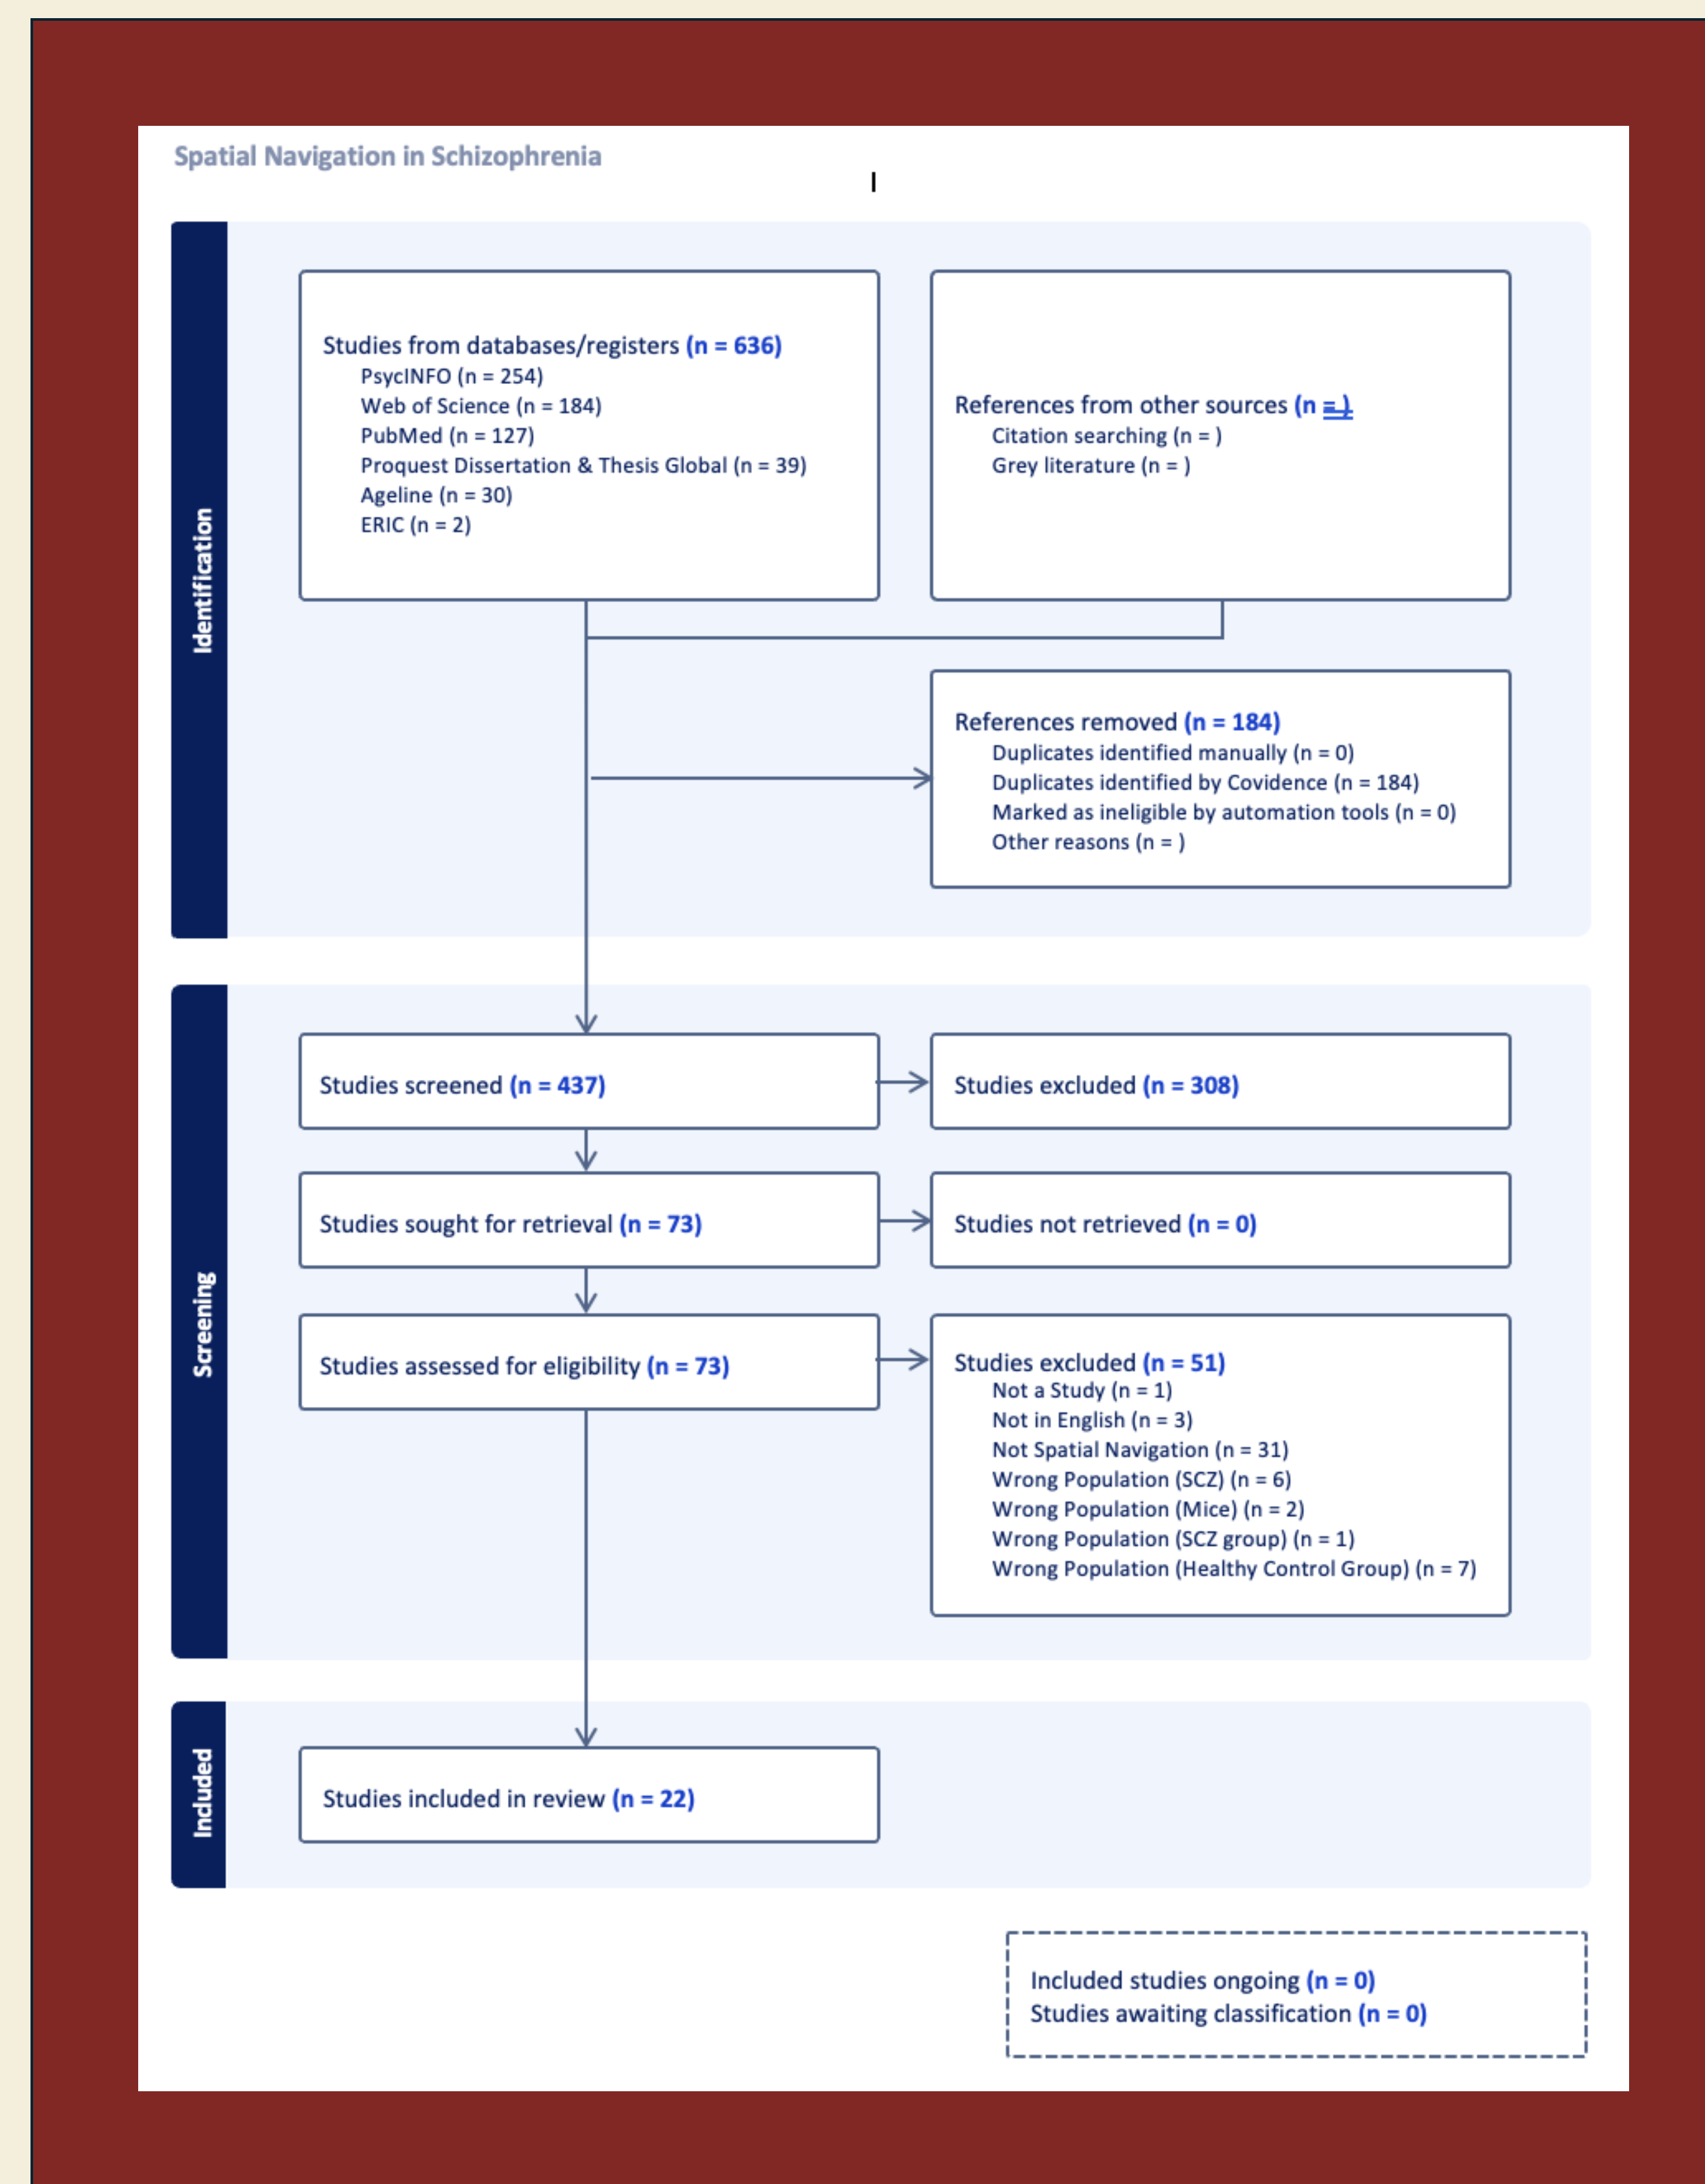 Spatial Navigation in Schizophrenia
Identification
Studies from databases/registers (n = 636)
PsycINFO (n = 254)
Web of Science (n = 184)
PubMed (n = 127)
Proquest Dissertation & Thesis Global (n = 39)
Ageline (n = 30)
ERIC (n = 2)
References from other sources (n = )
Citation searching (n = )
Grey literature (n = )
References removed (n = 184)
Duplicates identified manually (n = 0)
Duplicates identified by Covidence (n = 184)
Marked as ineligible by automation tools (n = 0)
Other reasons (n = )
Screening
Studies screened (n = 437)
Studies excluded (n = 308)
Studies sought for retrieval (n = 73)
Studies not retrieved (n = 0)
Studies assessed for eligibility (n = 73)
Studies excluded (n = 51)
Not a Study (n = 1)
Not in English (n = 3)
Not Spatial Navigation (n = 31)
Wrong Population (SCZ) (n = 6)
Wrong Population (Mice) (n = 2)
Wrong Population (SCZ group) (n = 1)
Wrong Population (Healthy Control Group) (n = 7)
Included
Studies included in review (n = 22)
Included studies ongoing (n = 0)
Studies awaiting classification (n = 0)